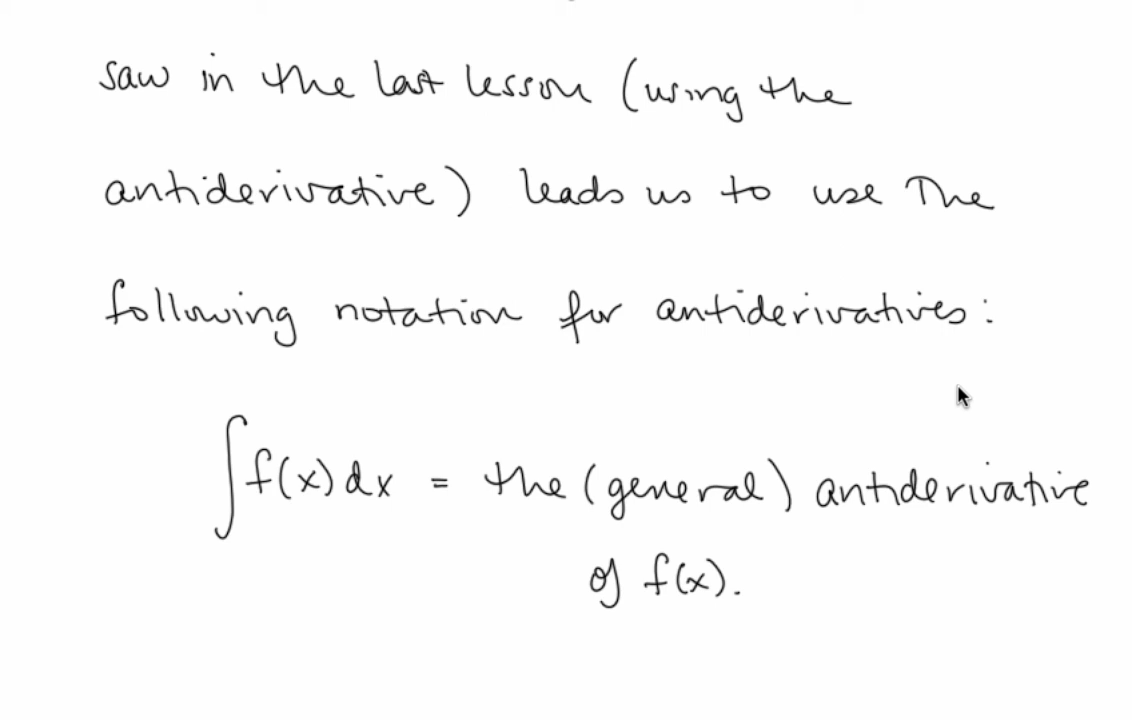 saw in the last lesson (using the
antiderivative) leads us to use The
following notation for antiderivatives:
∫f(x)dx = the (general) antiderivative
of f(x).